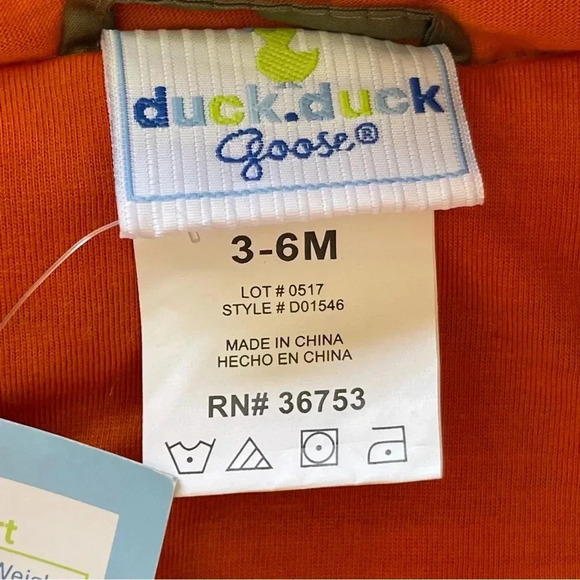 duck.duck
goose®
3-6M
LOT # 0517
STYLE # D01546
MADE IN CHINA
HECHO EN CHINA
RN# 36753